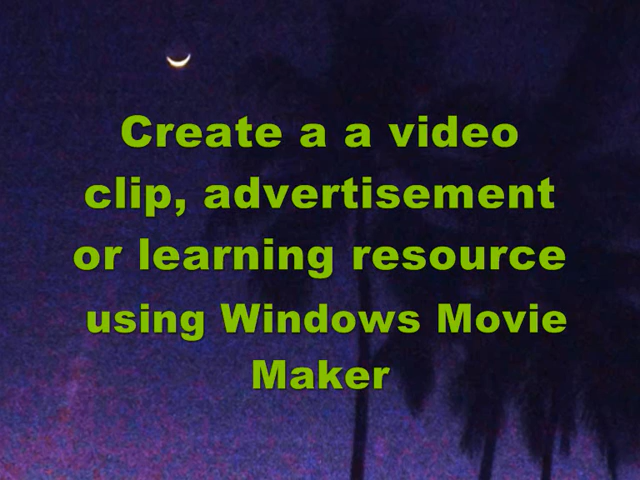 Create a a video
clip, advertisement
or learning resource
using Windows Movie
Maker